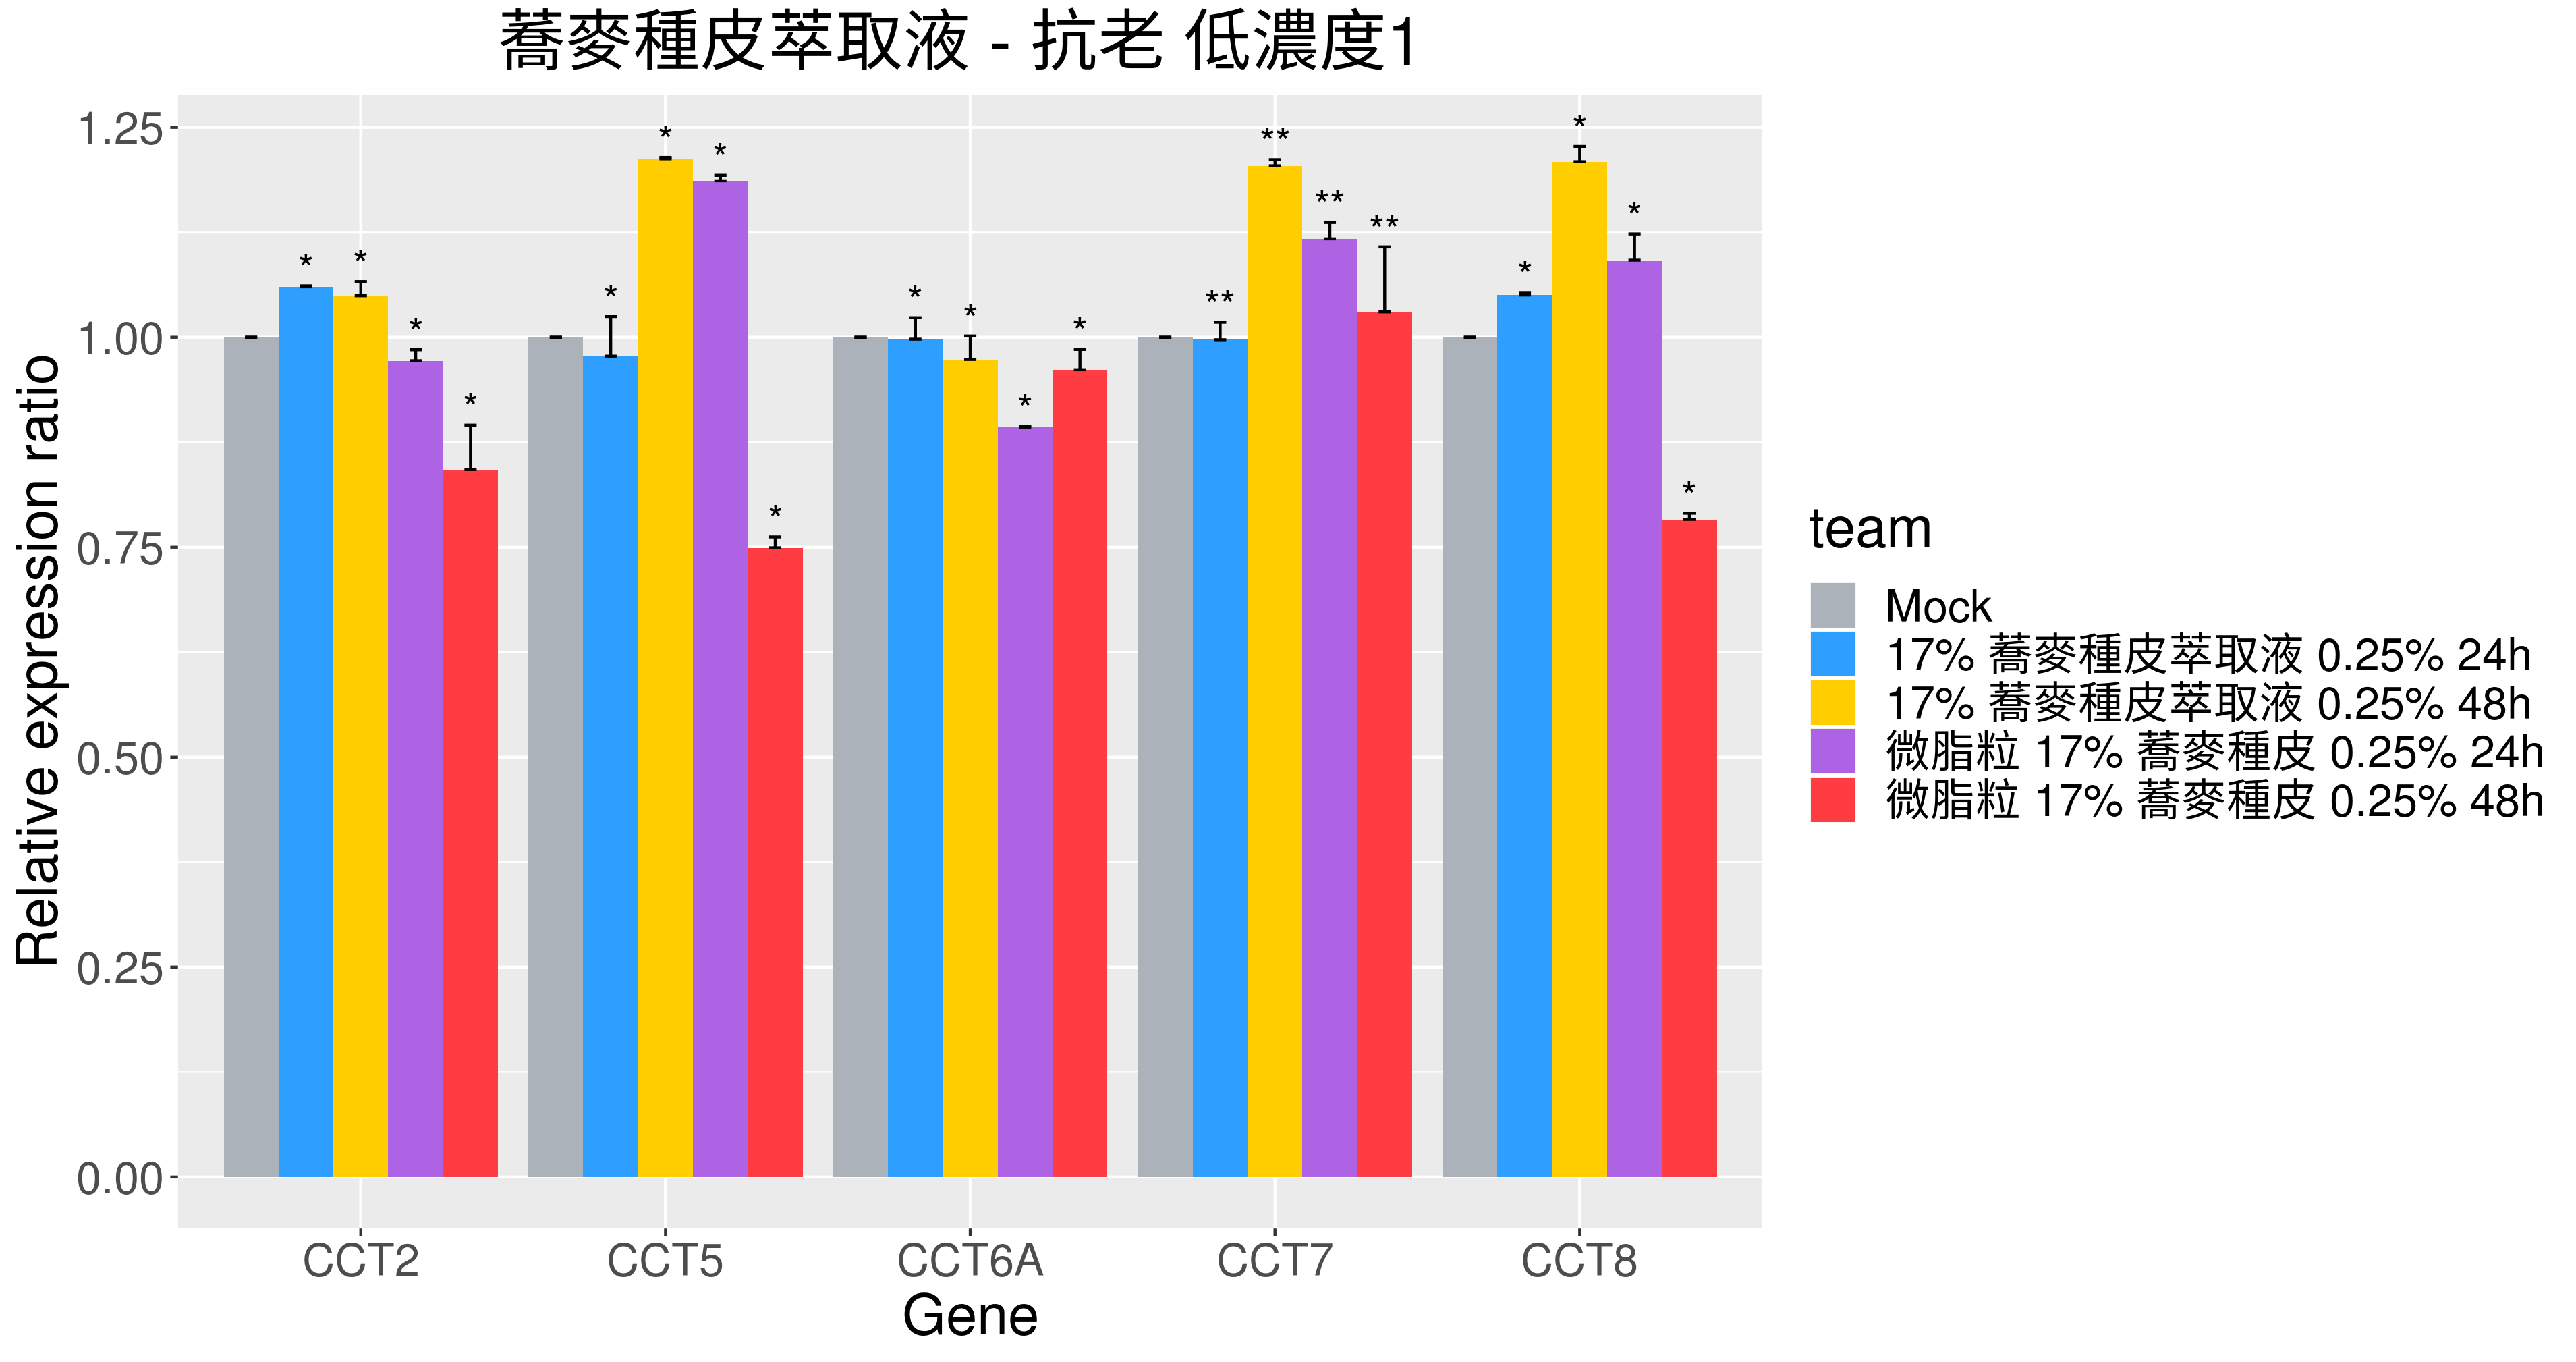 蕎麥種皮萃取液 - 抗老 低濃度1
Relative expression ratio
1.25
1.00
0.75
0.50
0.25
0.00
* * * *
* * * *
* * * *
** ** ** **
* * * *
CCT2 CCT5 CCT6A CCT7 CCT8
Gene
team
Mock
17% 蕎麥種皮萃取液 0.25% 24h
17% 蕎麥種皮萃取液 0.25% 48h
微脂粒 17% 蕎麥種皮 0.25% 24h
微脂粒 17% 蕎麥種皮 0.25% 48h